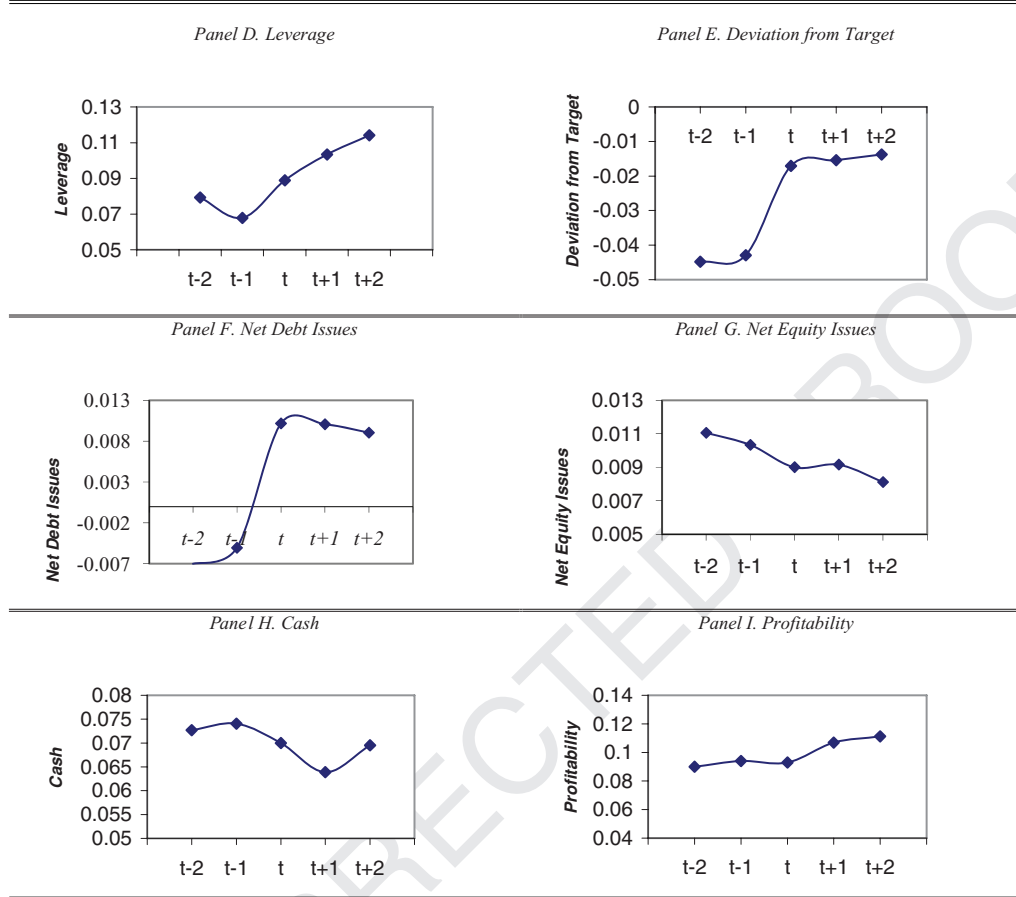 Panel D. Leverage
0.13
0.11
0.09
0.07
0.05
Leverage
t-2 t-1 t t+1 t+2
Panel E. Deviation from Target
0
-0.01
-0.02
-0.03
-0.04
-0.05
Deviation from Target
t-2 t-1 t t+1 t+2
Panel F. Net Debt Issues
0.013
0.008
0.003
-0.002
-0.007
Net Debt Issues
t-2 t-1 t t+1 t+2
Panel G. Net Equity Issues
0.013
0.011
0.009
0.007
0.005
Net Equity Issues
t-2 t-1 t t+1 t+2
Panel H. Cash
0.08
0.075
0.07
0.065
0.06
0.055
0.05
Cash
t-2 t-1 t t+1 t+2
Panel I. Profitability
0.14
0.12
0.1
0.08
0.06
0.04
Profitability
t-2 t-1 t t+1 t+2